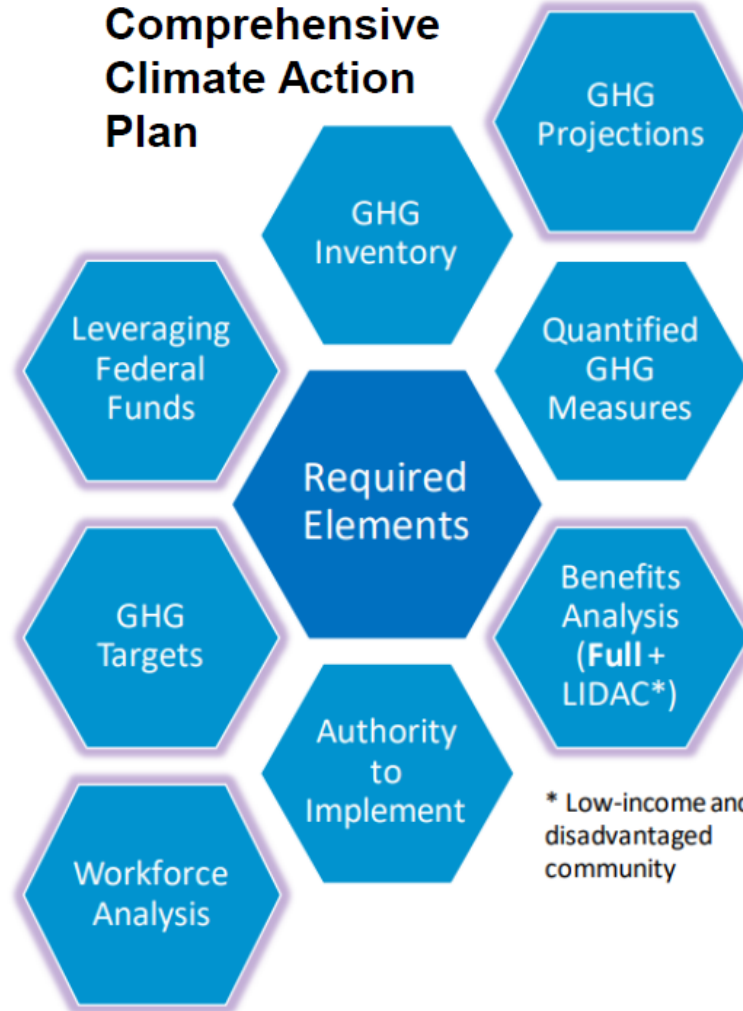 Comprehensive
Climate Action
Plan
GHG
Projections
GHG
Inventory
Leveraging
Federal
Funds
Quantified
GHG
Measures
Required
Elements
GHG
Targets
Benefits
Analysis
(Full +
LIDAC*)
Authority
to
Implement
Workforce
Analysis
* Low-income and
disadvantaged
community